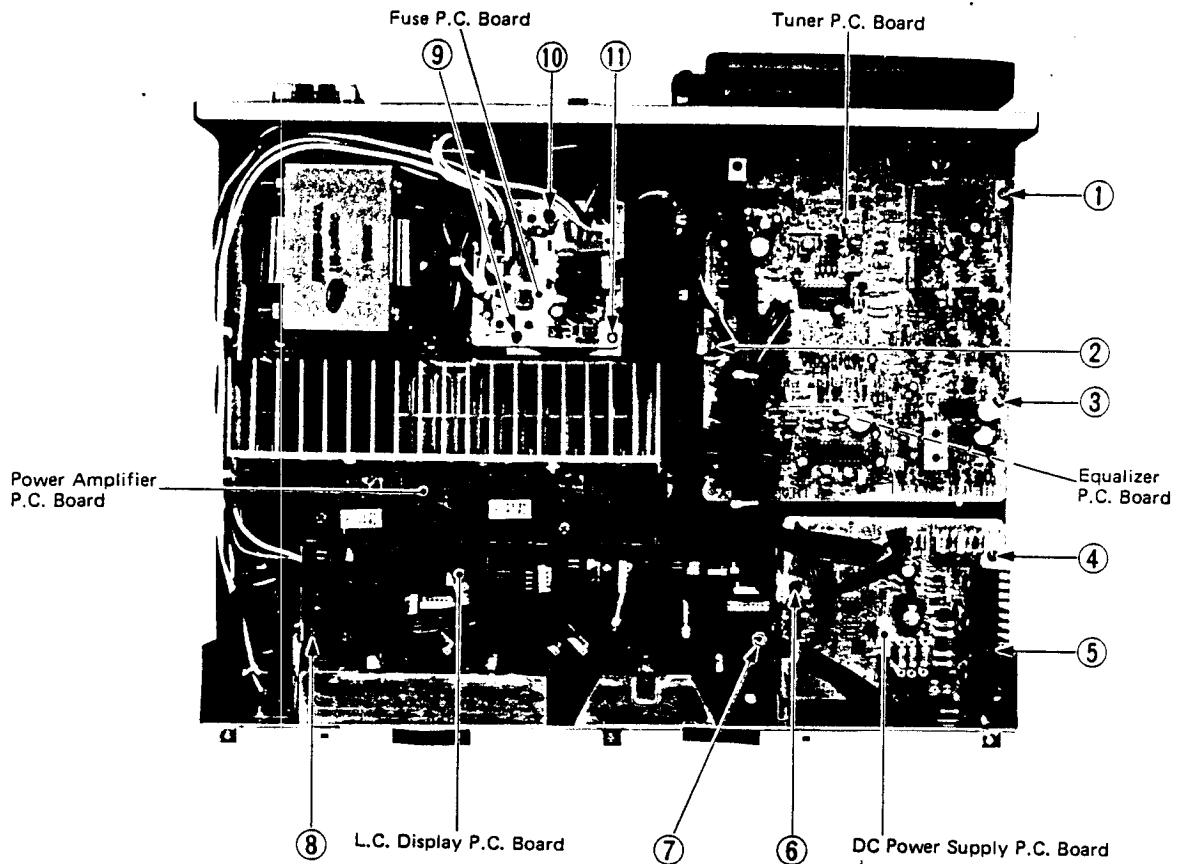 Fuse P.C. Board
Tuner P.C. Board
⑨
⑩
⑪
①
②
③
Power Amplifier
P.C. Board
Equalizer
P.C. Board
④
⑤
⑧
L.C. Display P.C. Board
⑦
⑥
DC Power Supply P.C. Board